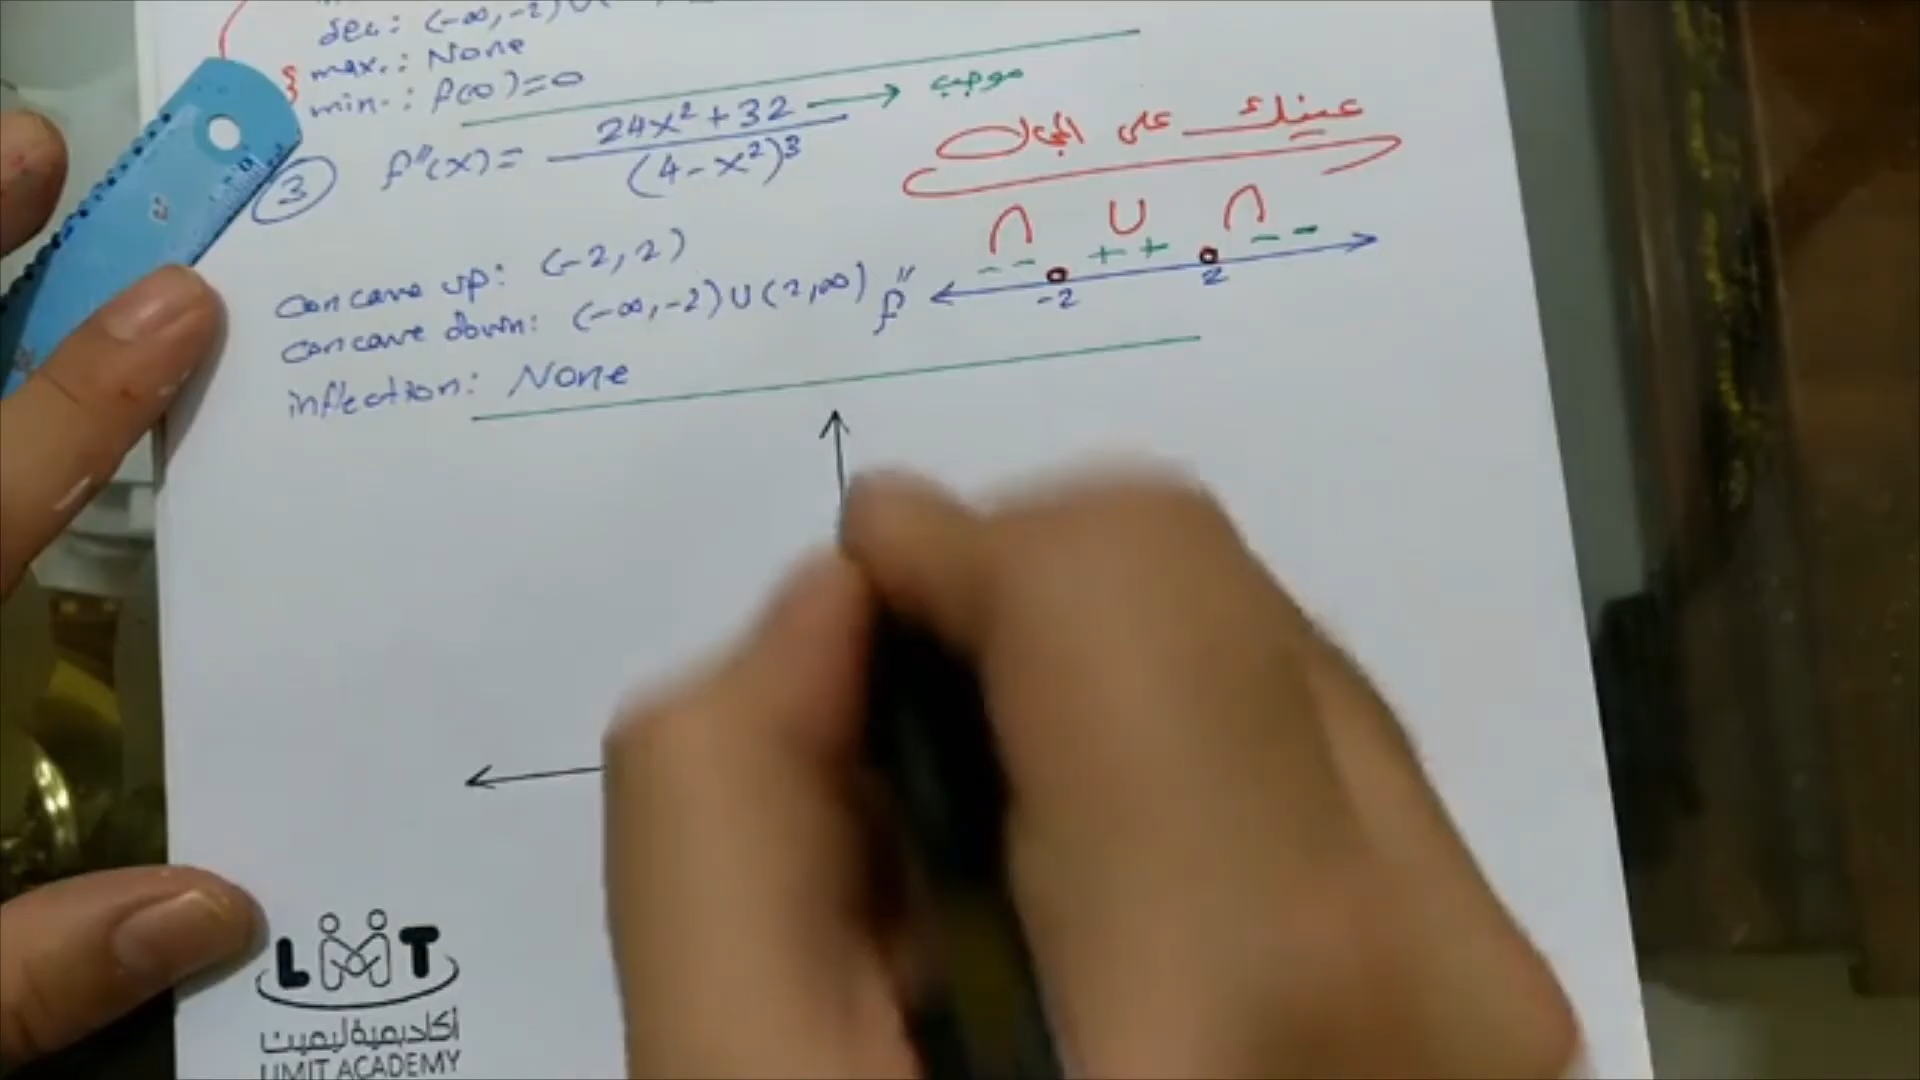 dec: (-∞, -2) ∪
max.: None
min.: f(0)=0
3 f''(x) = 24x² + 32 / (4-x²)³ → موجب
عينك على المجال
∩ ∪ ∩
-- ++ --
concave up: (-2, 2)
concave down: (-∞, -2) ∪ (2, ∞)
f'' -2 2
inflection: None
LMT
أكاديمية ليميت
LIMIT ACADEMY